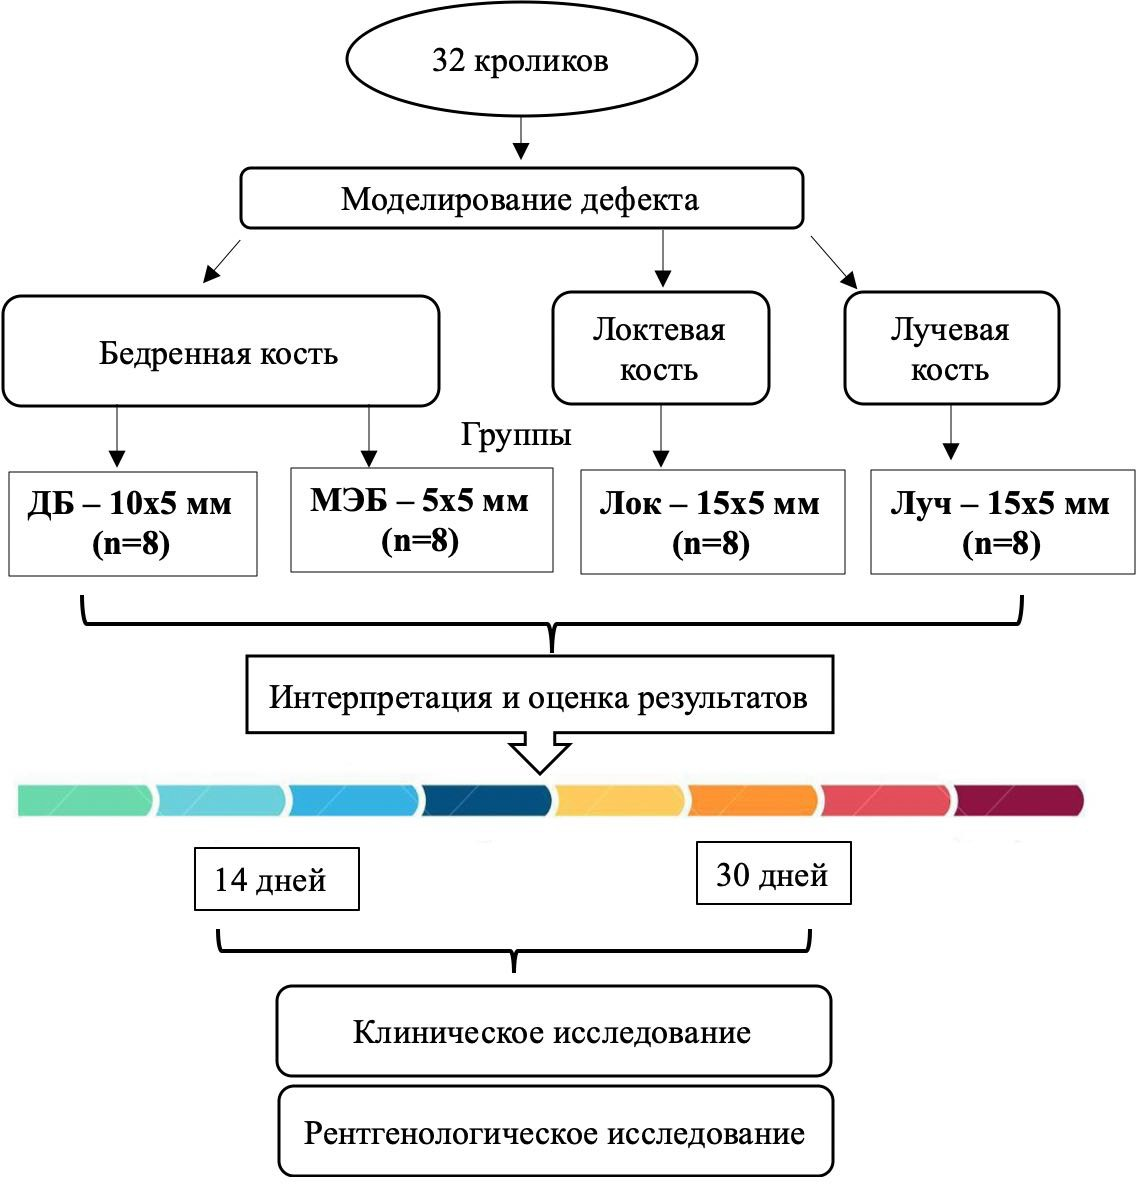 32 кроликов
Моделирование дефекта
Бедренная кость
Локтевая
кость
Лучевая
кость
Группы
ДБ – 10х5 мм
(n=8)
МЭБ – 5х5 мм
(n=8)
Лок – 15х5 мм
(n=8)
Луч – 15х5 мм
(n=8)
Интерпретация и оценка результатов
14 дней
30 дней
Клиническое исследование
Рентгенологическое исследование